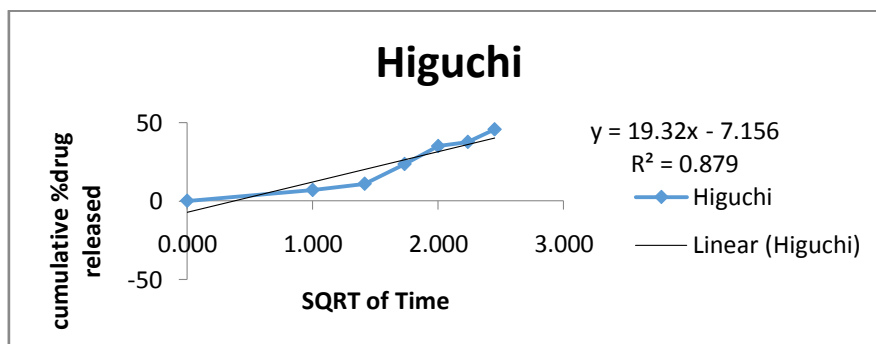 Higuchi
cumulative %drug
released
50
0
-50
0.000 1.000 2.000 3.000
SQRT of Time
y = 19.32x - 7.156
R² = 0.879
Higuchi
Linear (Higuchi)